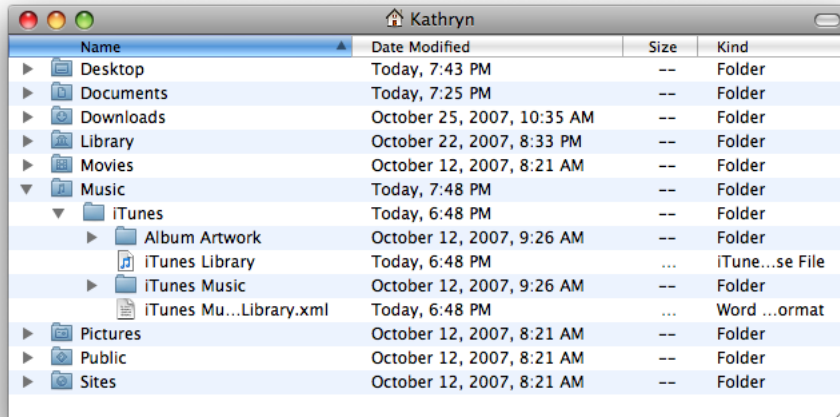 Kathryn
Name Date Modified Size Kind
Desktop Today, 7:43 PM -- Folder
Documents Today, 7:25 PM -- Folder
Downloads October 25, 2007, 10:35 AM -- Folder
Library October 22, 2007, 8:33 PM -- Folder
Movies October 12, 2007, 8:21 AM -- Folder
Music Today, 7:48 PM -- Folder
iTunes Today, 6:48 PM -- Folder
Album Artwork October 12, 2007, 9:26 AM -- Folder
iTunes Library Today, 6:48 PM ... iTune...se File
iTunes Music October 12, 2007, 9:26 AM -- Folder
iTunes Mu...Library.xml Today, 6:48 PM ... Word ...ormat
Pictures October 12, 2007, 8:21 AM -- Folder
Public October 12, 2007, 8:21 AM -- Folder
Sites October 12, 2007, 8:21 AM -- Folder